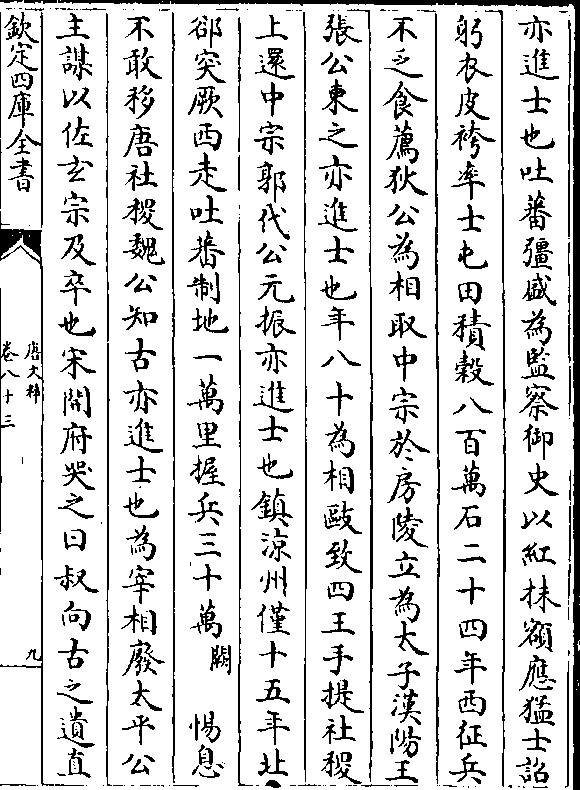 亦進士也吐蕃彊盛為監察御史以紅抹額應猛士詔
躬衣皮袴率士屯田積穀八百萬石二十四年西征兵
不乏食薦狄公為相取中宗於房陵立為太子漢陽王
張公柬之亦進士也年八十為相敺致四王手提社稷
上還中宗郭代公元振亦進士也鎮涼州僅十五年北
郤突厥西走吐蕃制地一萬里握兵三十萬闕惕息
不敢移唐社稷魏公知古亦進士也為宰相廢太平公
主謀以佐玄宗及卒也宋開府哭之曰叔向古之遺直
欽定四庫全書
唐文粹
卷八十三
九